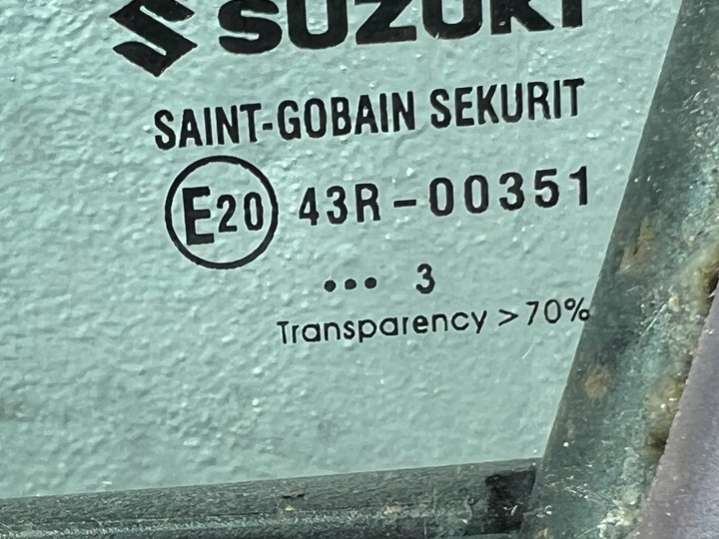 SUZUKI
SAINT-GOBAIN SEKURIT
E20 43R-00351
••• 3
Transparency > 70%